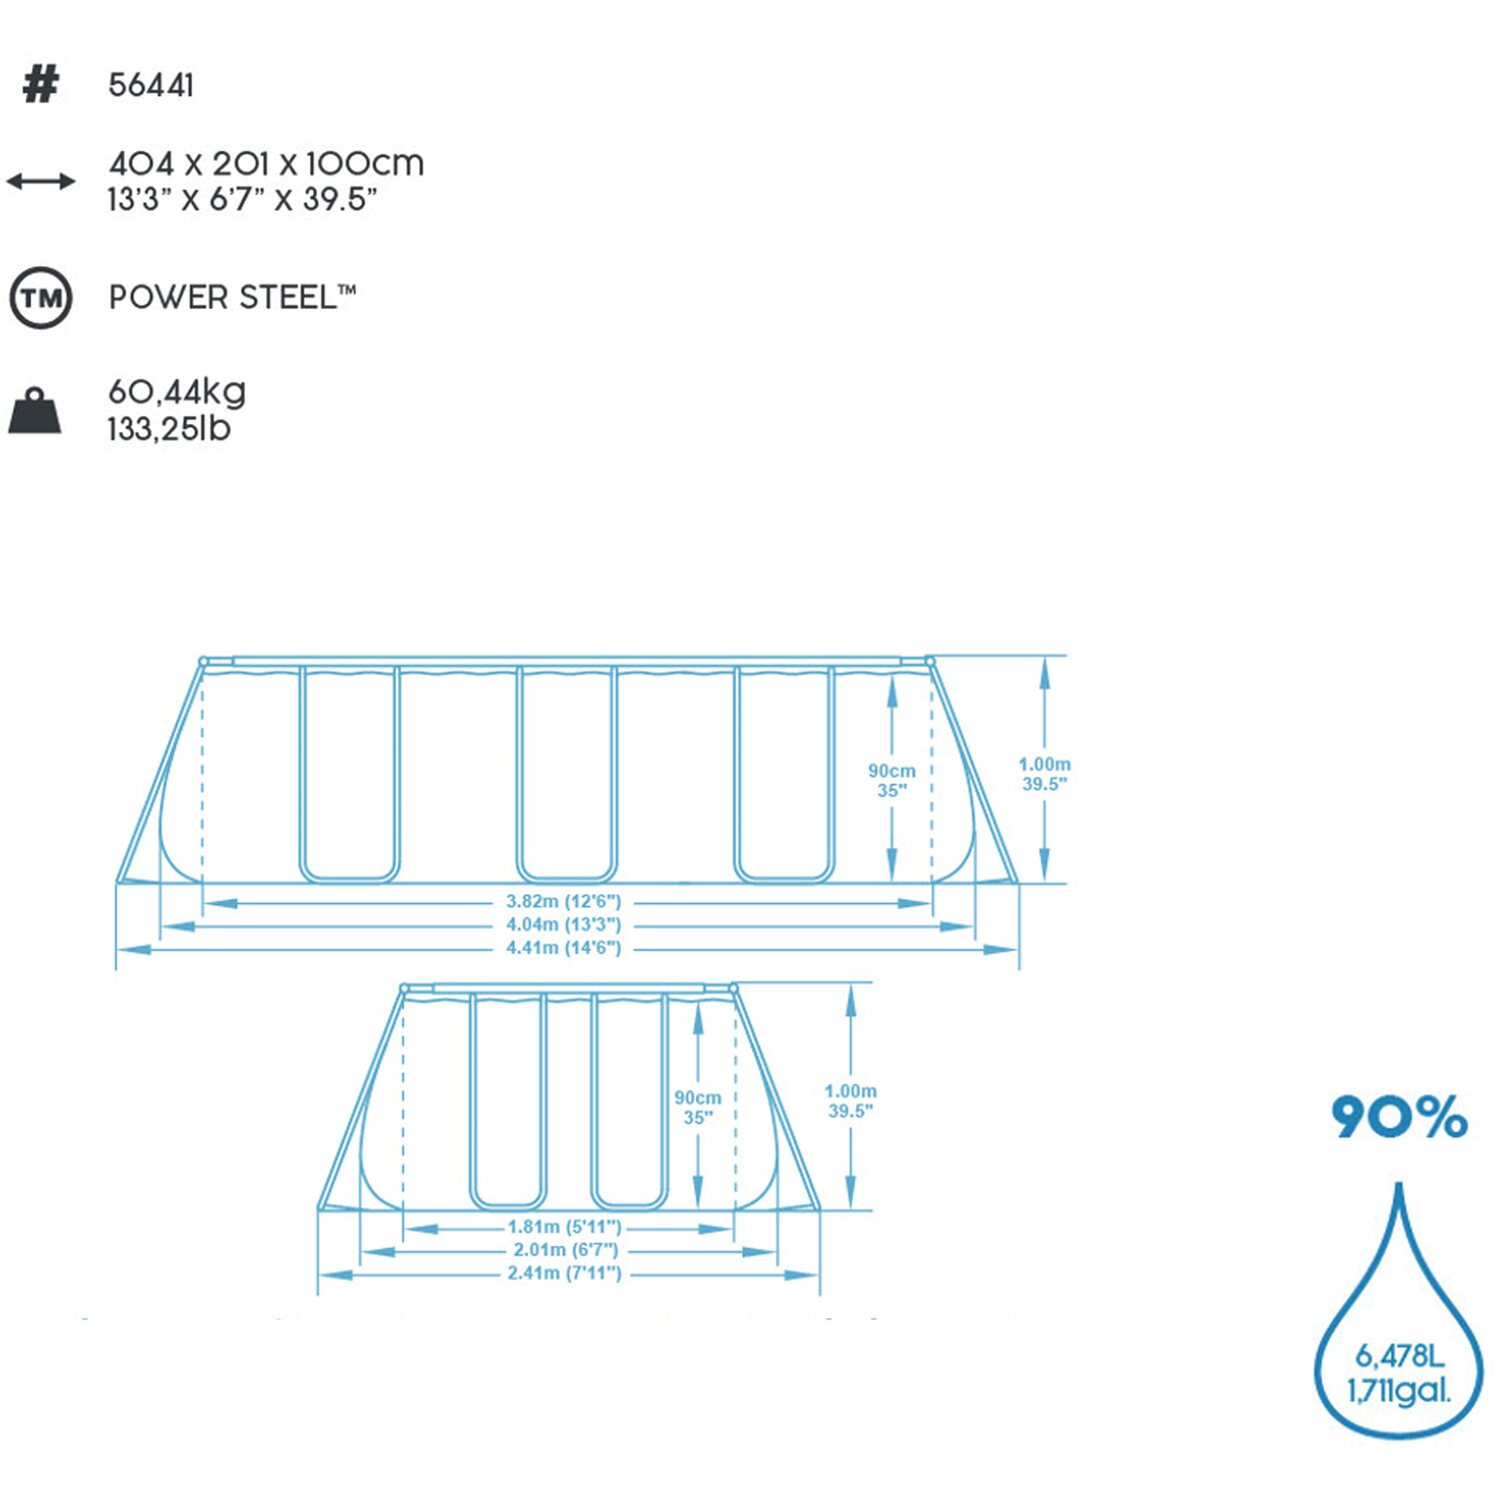 #
56441
404 x 201 x 100cm
13'3” x 6'7” x 39.5”
TM
POWER STEEL™
60,44kg
133,25lb
90cm
35"
1.00m
39.5"
3.82m (12'6")
4.04m (13'3")
4.41m (14'6")
90cm
35"
1.00m
39.5"
1.81m (5'11")
2.01m (6'7")
2.41m (7'11")
90%
6,478L
1,711gal.